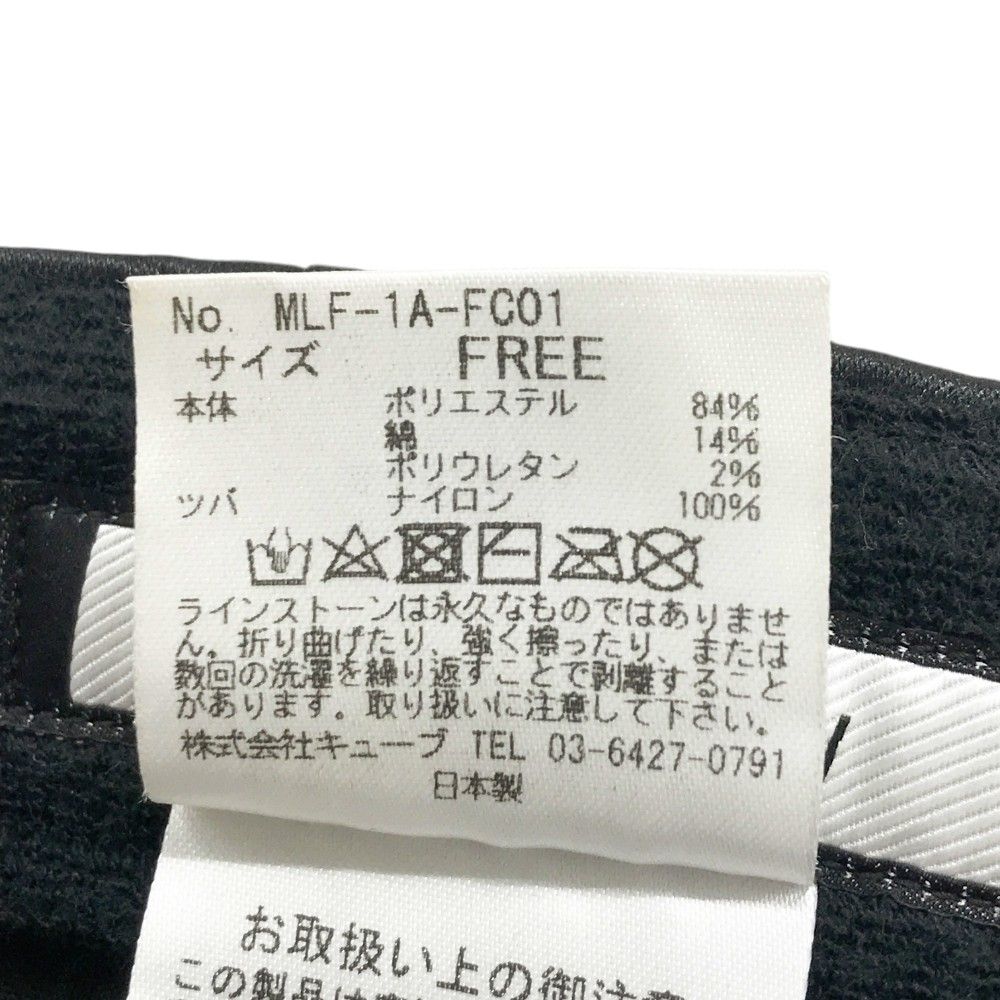 No. MLF-1A-FC01
サイズ FREE
本体 ポリエステル 84%
綿 14%
ポリウレタン 2%
ツバ ナイロン 100%
ラインストーンは永久なものではありませ
ん。折り曲げたり、強く擦ったり、または
数回の洗濯を繰り返すことで剥離すること
があります。取り扱いに注意して下さい。
株式会社キューブ TEL 03-6427-0791
日本製
お取扱い上の御注意
この製品は